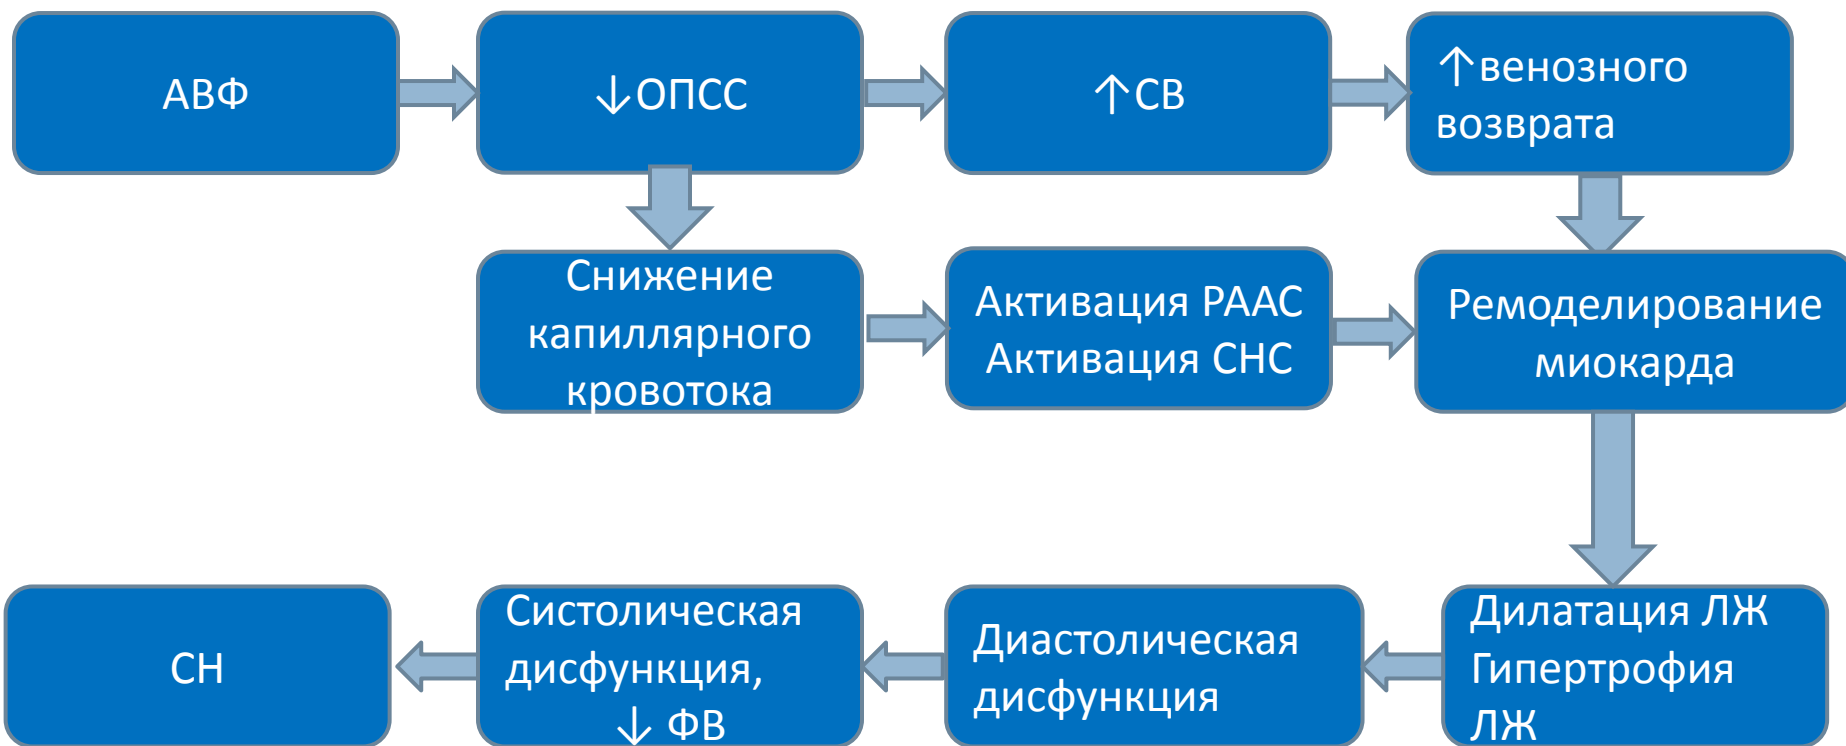 АВФ
↓ОПСС
↑СВ
↑венозного
возврата
Снижение
капиллярного
кровотока
Активация РААС
Активация СНС
Ремоделирование
миокарда
СН
Систолическая
дисфункция,
↓ ФВ
Диастолическая
дисфункция
Дилатация ЛЖ
Гипертрофия
ЛЖ